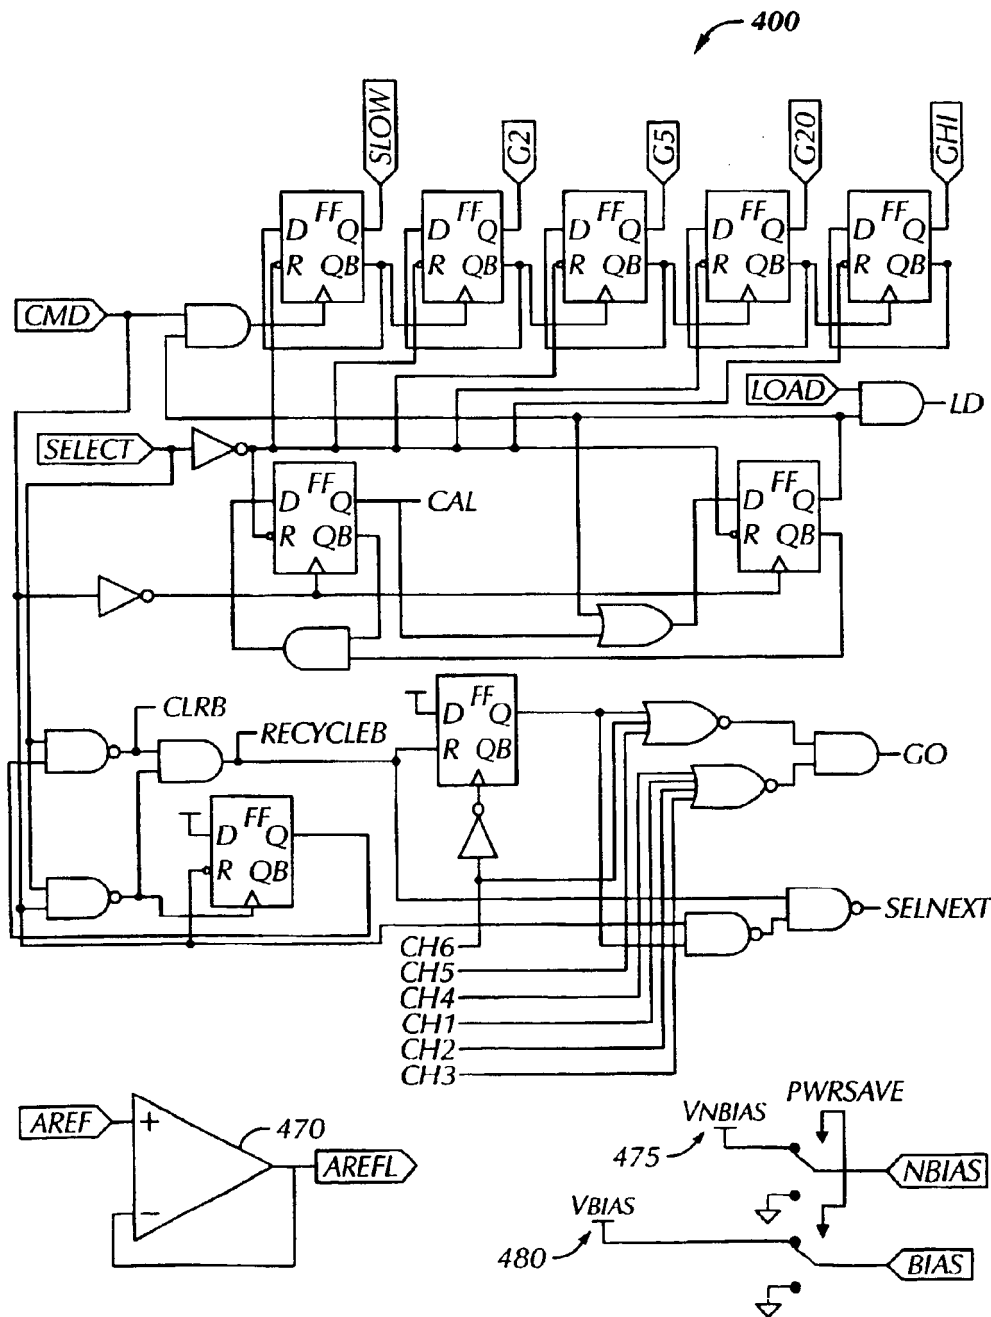 400
SLOW G2 G5 G20 GHI
FF FF FF FF FF
D Q D Q D Q D Q D Q
R QB R QB R QB R QB R QB
CMD
LOAD
LD
SELECT
FF FF
D Q CAL D Q
R QB R QB
CLRB
RECYCLEB
FF
D Q
R QB
GO
FF
D Q
R QB
SELNEXT
CH6
CH5
CH4
CH1
CH2
CH3
PWRSAVE
AREF + 470
AREFL
−
VNBIAS
475
NBIAS
VBIAS
480
BIAS